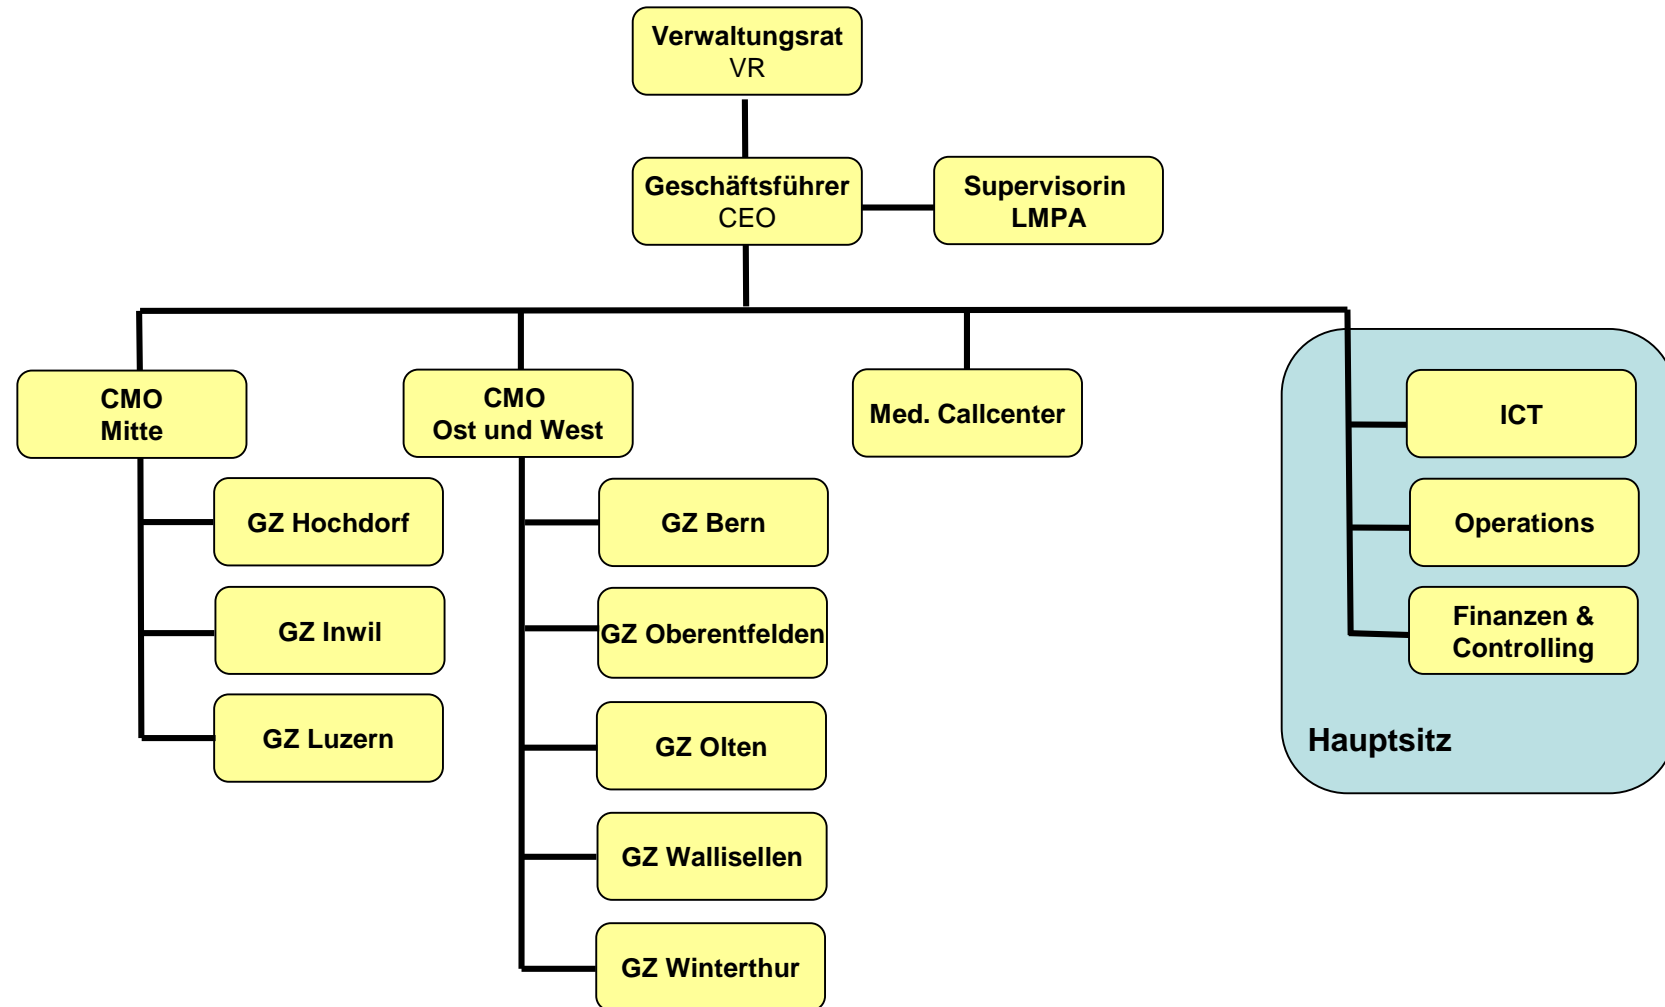 Verwaltungsrat
VR
Geschäftsführer
CEO
Supervisorin
LMPA
CMO
Mitte
CMO
Ost und West
Med. Callcenter
ICT
GZ Hochdorf
GZ Bern
Operations
GZ Inwil
GZ Oberentfelden
Finanzen &
Controlling
GZ Luzern
GZ Olten
Hauptsitz
GZ Wallisellen
GZ Winterthur